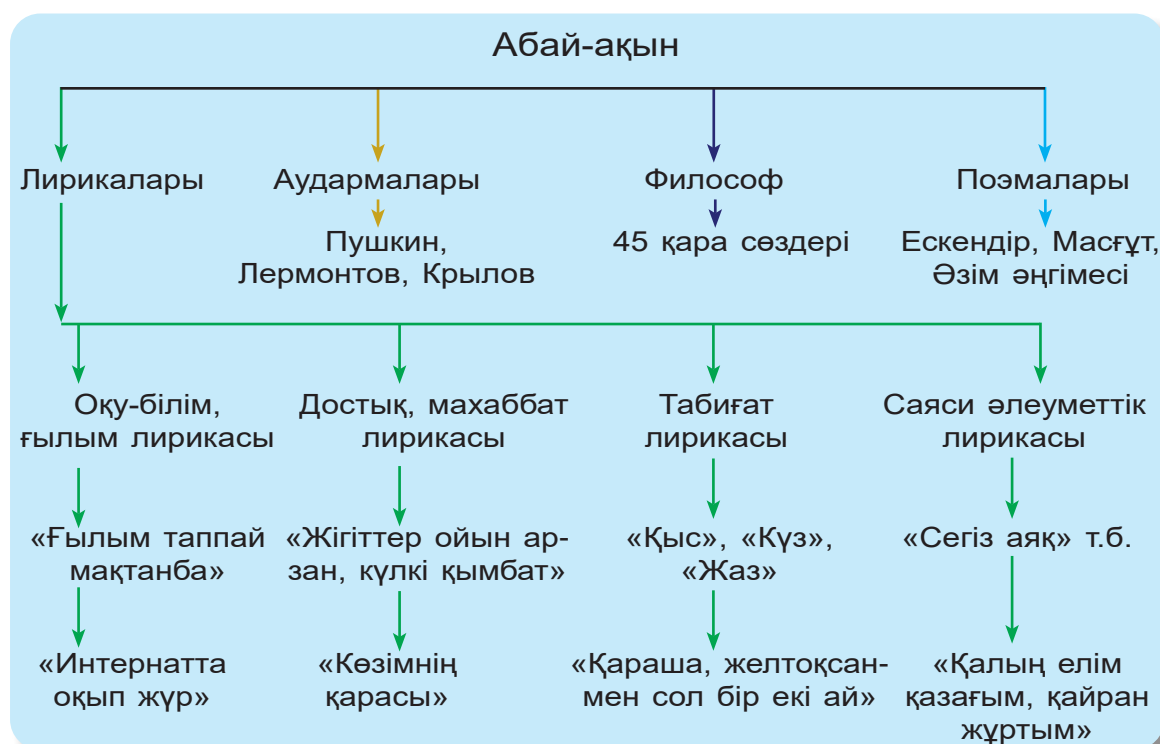 Абай-ақын
Лирикалары
Аудармалары
Философ
Поэмалары
Пушкин,
Лермонтов, Крылов
45 қара сөздері
Ескендір, Масғұт,
Әзім әңгімесі
Оқу-білім,
ғылым лирикасы
Достық, махаббат
лирикасы
Табиғат
лирикасы
Саяси әлеуметтік
лирикасы
«Ғылым таппай
мақтанба»
«Жігіттер ойын ар-
зан, күлкі қымбат»
«Қыс», «Күз»,
«Жаз»
«Сегіз аяқ» т.б.
«Интернатта
оқып жүр»
«Көзімнің
қарасы»
«Қараша, желтоқсан-
мен сол бір екі ай»
«Қалың елім
қазағым, қайран
жұртым»